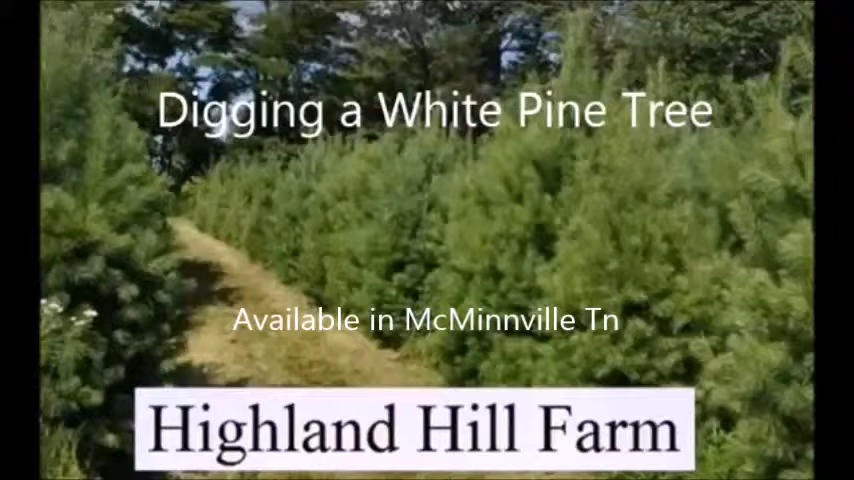 Digging a White Pine Tree
Available in McMinnville Tn
Highland Hill Farm